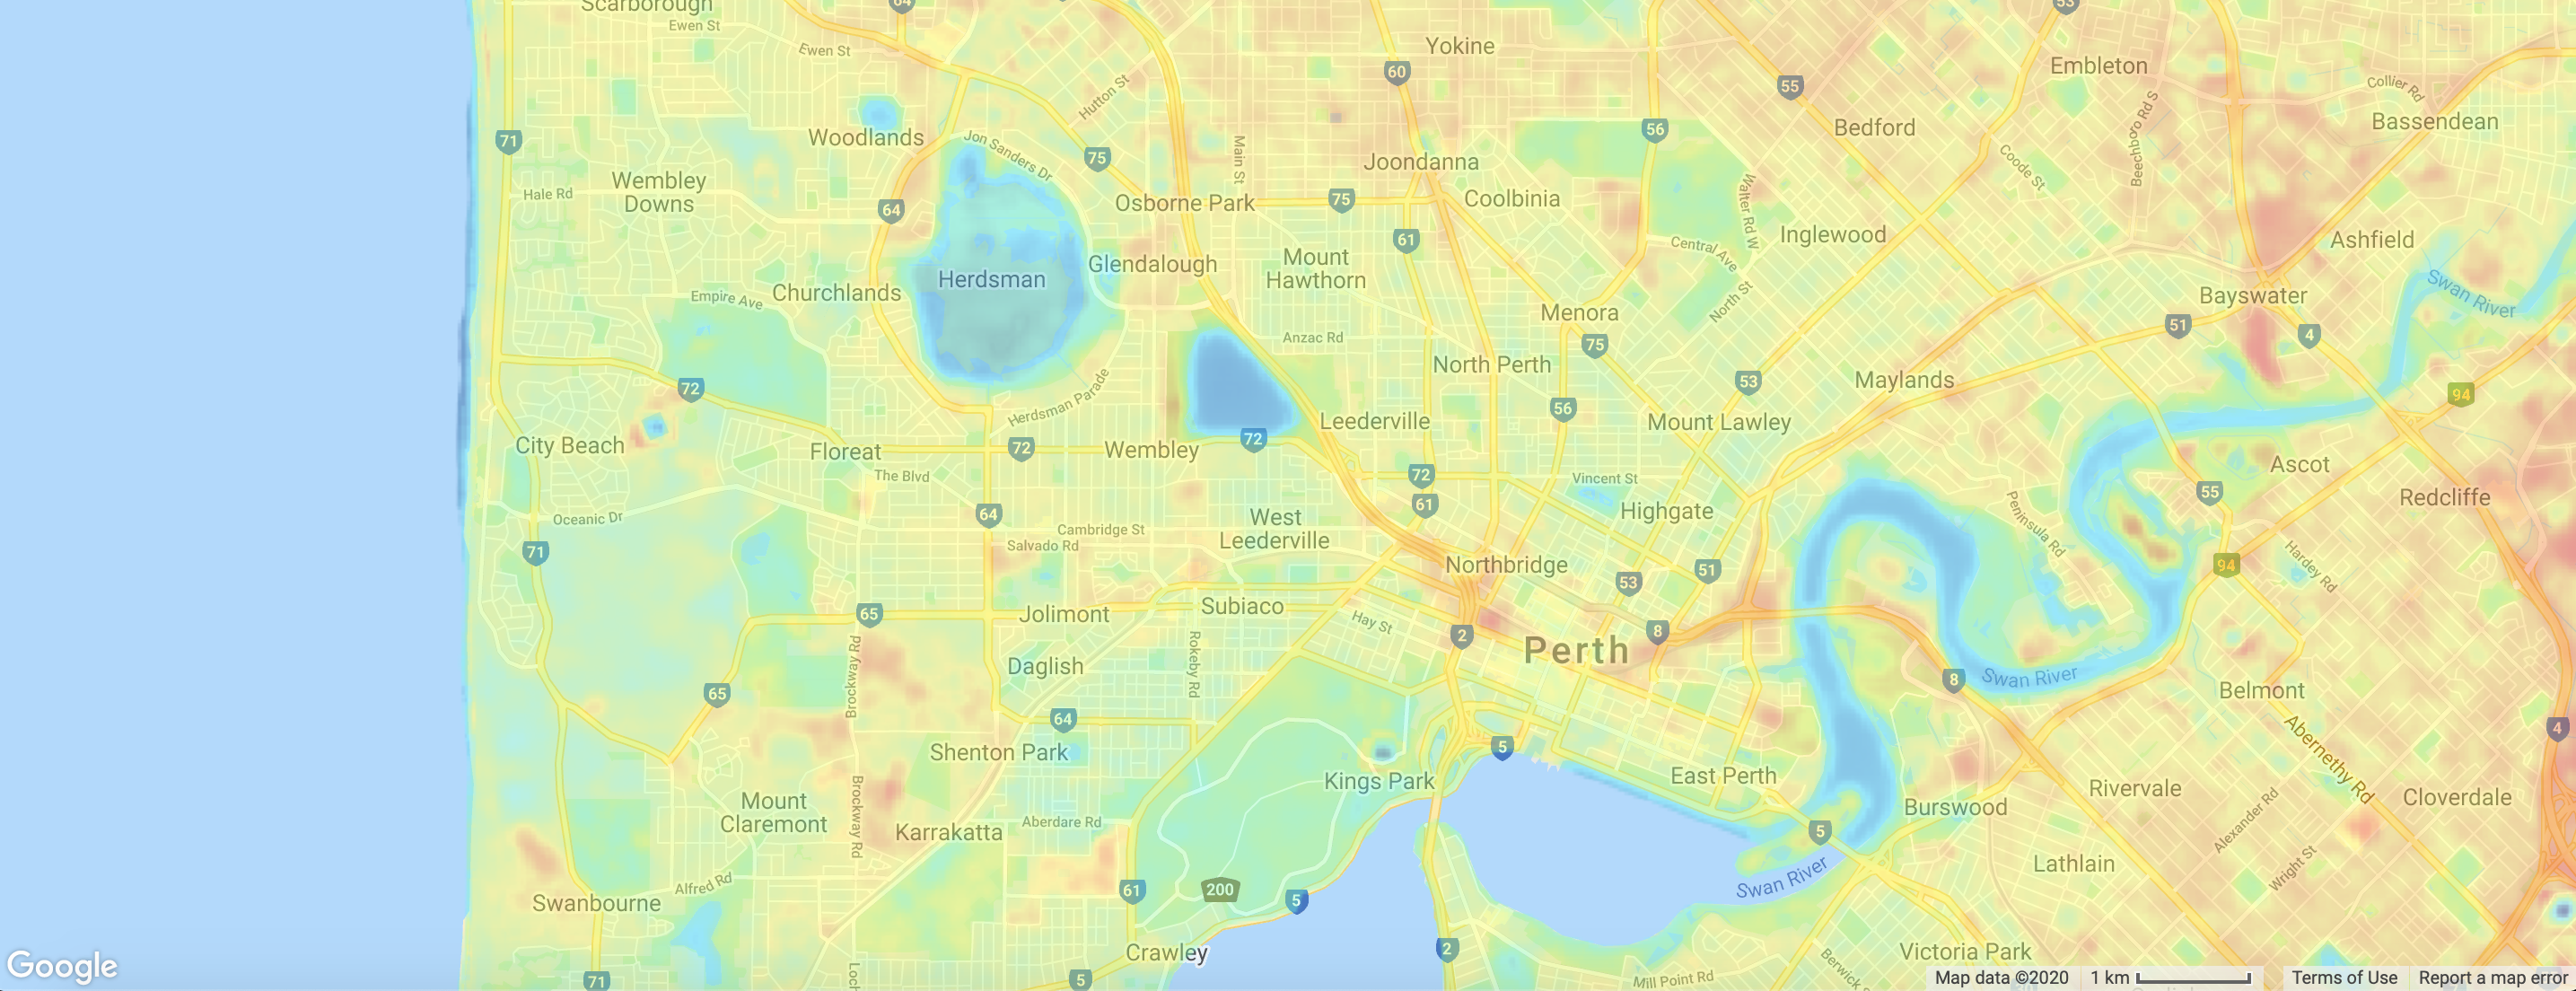 Scarborough
64
53
Ewen St
Yokine
Ewen St
60
Embleton
Hutton St
55
Collier Rd
Beechboro Rd S
Bassendean
71
Woodlands
Jon Sanders Dr
75
Main St
Joondanna
56
Bedford
Coode St
Wembley
Downs
Hale Rd
64
Osborne Park
75
Coolbinia
Walter Rd W
Inglewood
61
Central Ave
Ashfield
Glendalough
Mount
Hawthorn
Herdsman
Swan River
Empire Ave
Churchlands
North St
Bayswater
Menora
51
4
Anzac Rd
75
North Perth
72
Herdsman Parade
53
Maylands
94
56
City Beach
Floreat
72
Wembley
72
Leederville
Mount Lawley
The Blvd
72
Vincent St
Ascot
55
Redcliffe
61
Oceanic Dr
64
Cambridge St
Salvado Rd
West
Leederville
Highgate
Peninsula Rd
71
Northbridge
53
51
94
Hardey Rd
65
Jolimont
Subiaco
Hay St
2
Perth
8
Brockway Rd
Daglish
Rokeby Rd
Swan River
8
Belmont
65
64
4
Shenton Park
5
Abernethy Rd
Kings Park
East Perth
Rivervale
Mount
Claremont
Brockway Rd
Karrakatta
Aberdare Rd
Burswood
Cloverdale
Alexander Rd
5
Lathlain
Wright St
Alfred Rd
61
200
5
Swan River
Swanbourne
Crawley
2
Victoria Park
Google
71
Loch
5
Mill Point Rd
Berwick S
Map data ©2020
1 km
Terms of Use
Report a map error